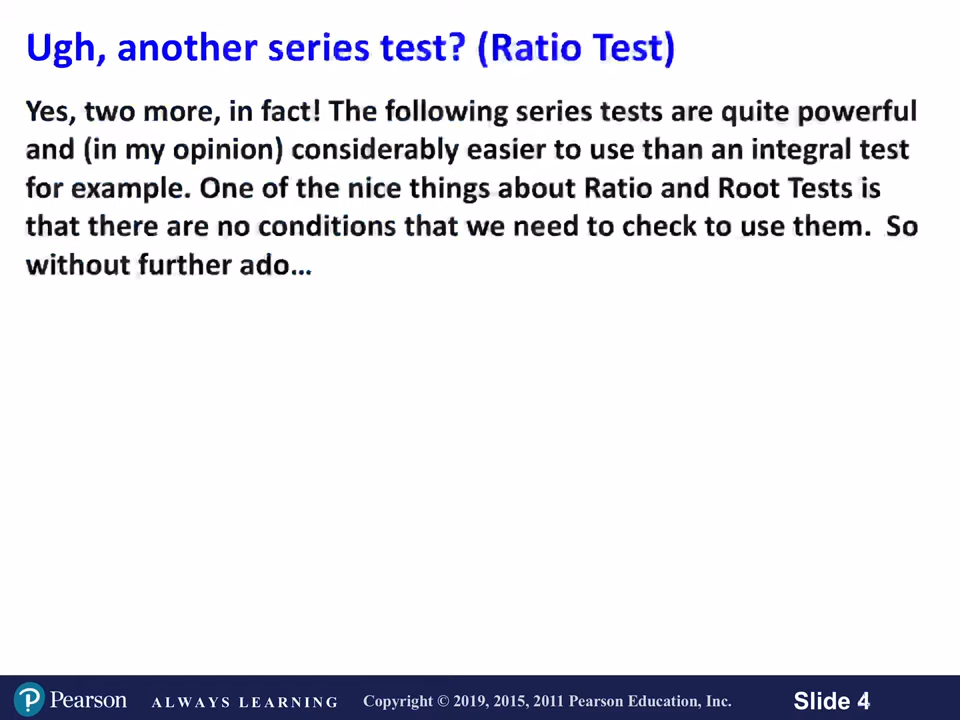 Ugh, another series test? (Ratio Test)
Yes, two more, in fact! The following series tests are quite powerful
and (in my opinion) considerably easier to use than an integral test
for example. One of the nice things about Ratio and Root Tests is
that there are no conditions that we need to check to use them.  So
without further ado…
Pearson ALWAYS LEARNING Copyright © 2019, 2015, 2011 Pearson Education, Inc. Slide 4